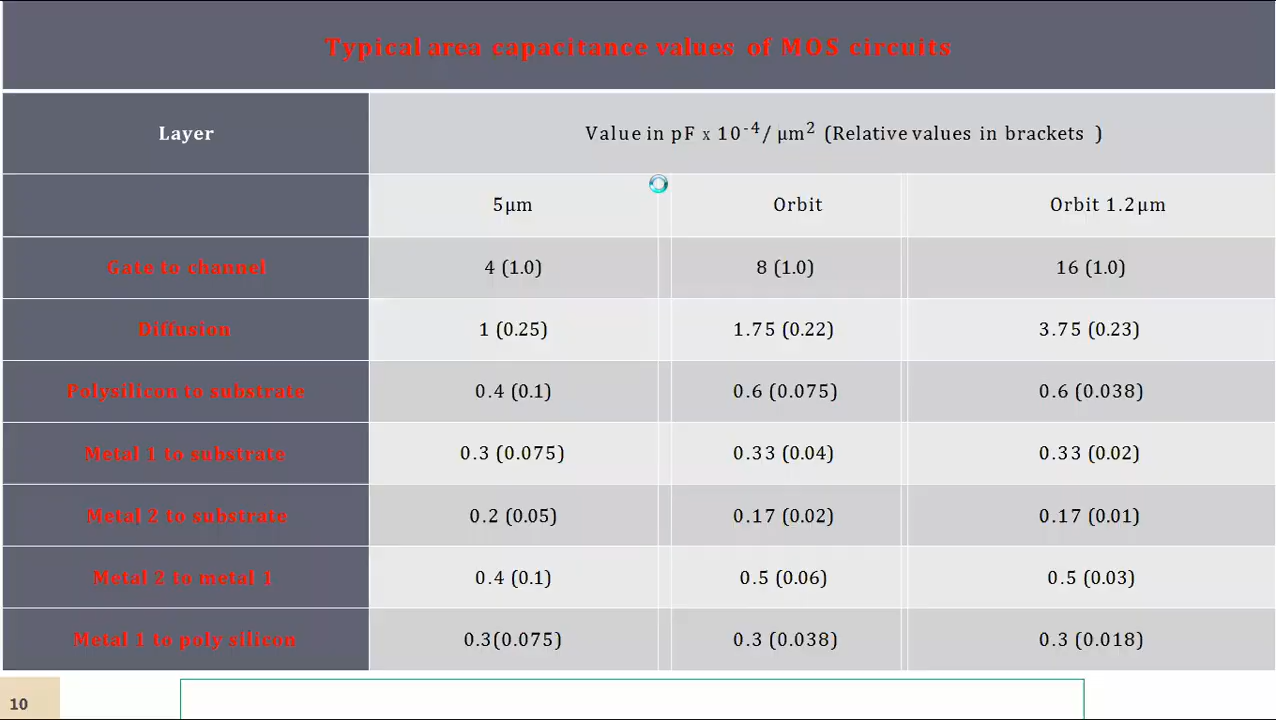 Typical area capacitance values of MOS circuits
Layer
Value in pF x 10⁻⁴/ μm² (Relative values in brackets )
5μm
Orbit
Orbit 1.2μm
Gate to channel
4 (1.0)
8 (1.0)
16 (1.0)
Diffusion
1 (0.25)
1.75 (0.22)
3.75 (0.23)
Polysilicon to substrate
0.4 (0.1)
0.6 (0.075)
0.6 (0.038)
Metal 1 to substrate
0.3 (0.075)
0.33 (0.04)
0.33 (0.02)
Metal 2 to substrate
0.2 (0.05)
0.17 (0.02)
0.17 (0.01)
Metal 2 to metal 1
0.4 (0.1)
0.5 (0.06)
0.5 (0.03)
Metal 1 to poly silicon
0.3(0.075)
0.3 (0.038)
0.3 (0.018)
10